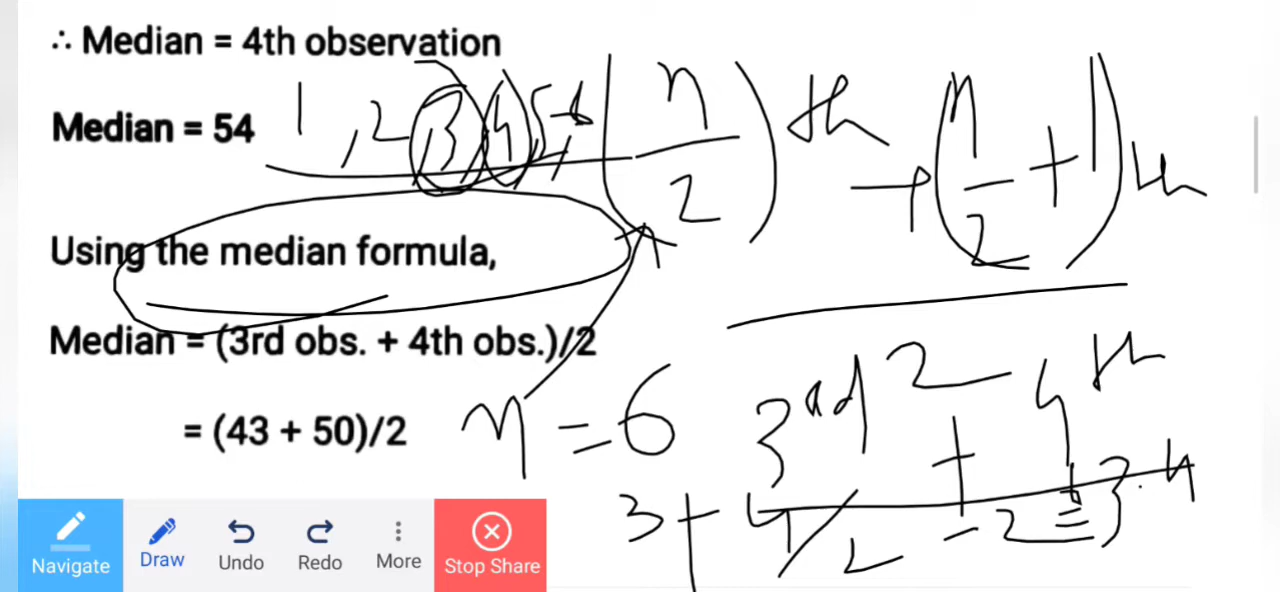 ∴ Median = 4th observation
Median = 54
1, 2, 3, 4, 5, 6
(n/2)th + (n/2 + 1)th
2
Using the median formula,
Median = (3rd obs. + 4th obs.)/2
= (43 + 50)/2
n = 6
3rd + 4th
2
3 + 4/2
Navigate
Draw
Undo
Redo
More
Stop Share